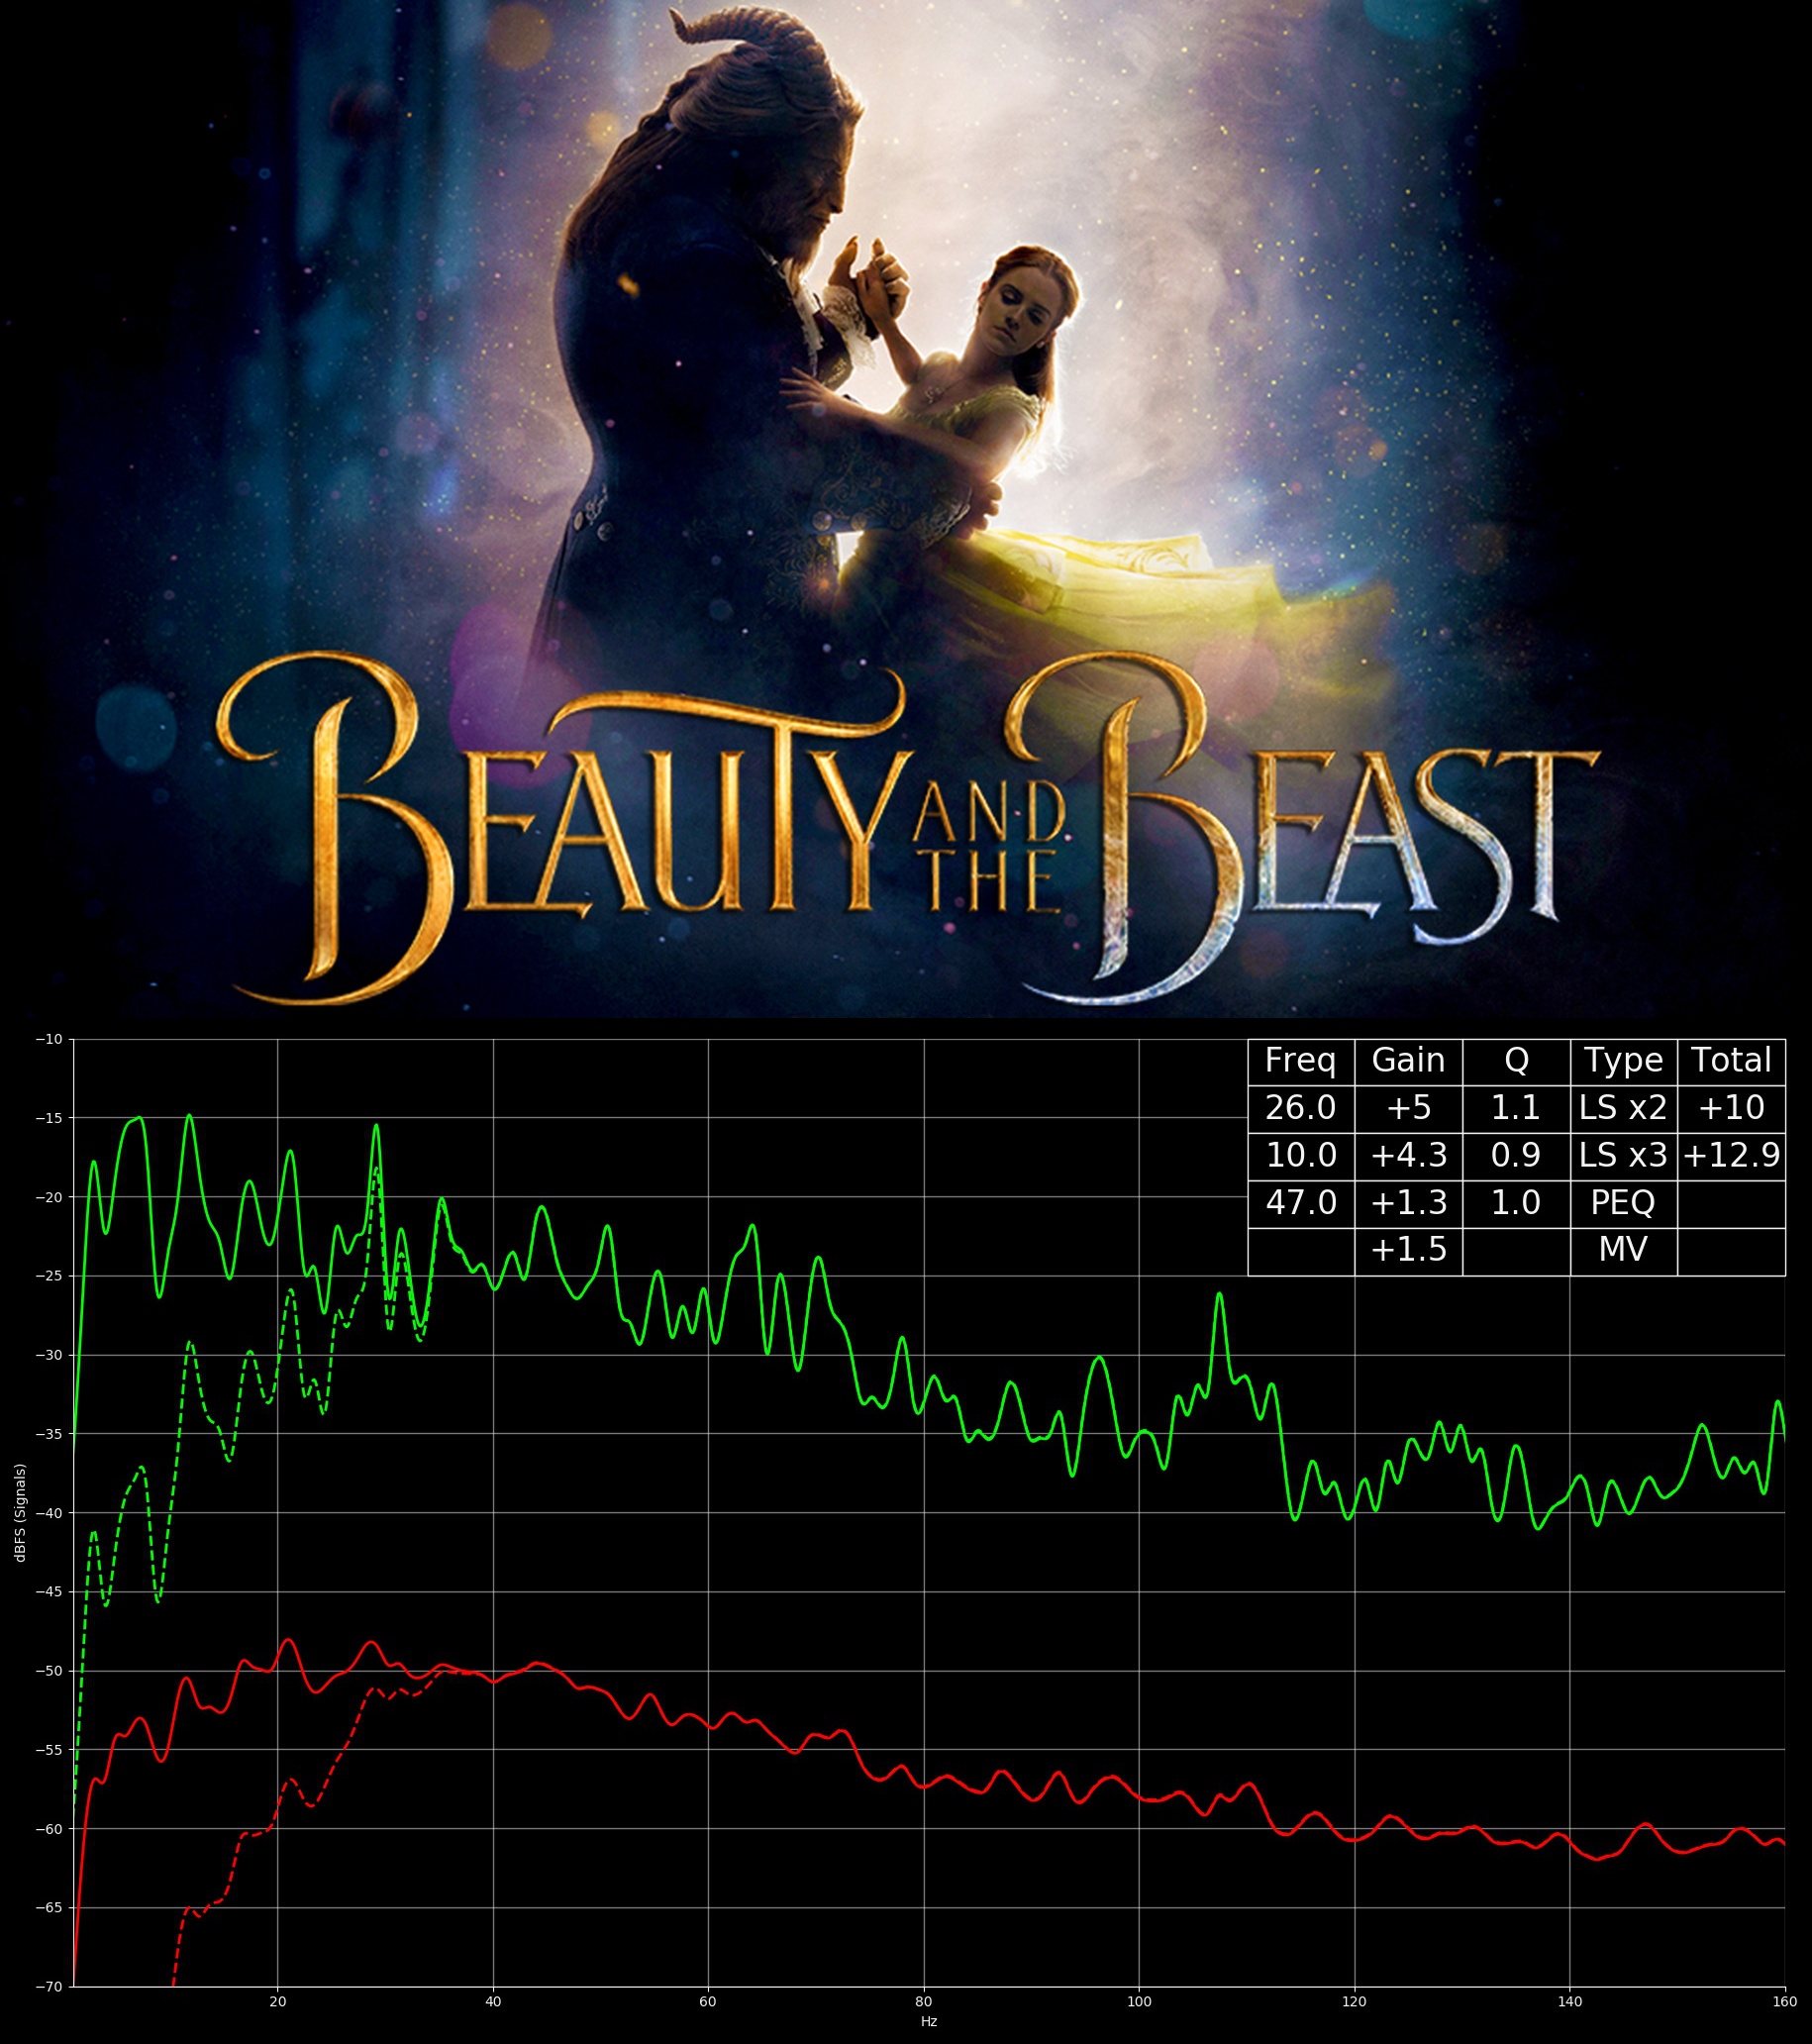 BEAUTY AND THE BEAST
Freq Gain Q Type Total
26.0 +5 1.1 LS x2 +10
10.0 +4.3 0.9 LS x3 +12.9
47.0 +1.3 1.0 PEQ
+1.5 MV
−10
−15
−20
−25
−30
−35
−40
−45
−50
−55
−60
−65
−70
dBFS (Signals)
20 40 60 80 100 120 140 160
Hz